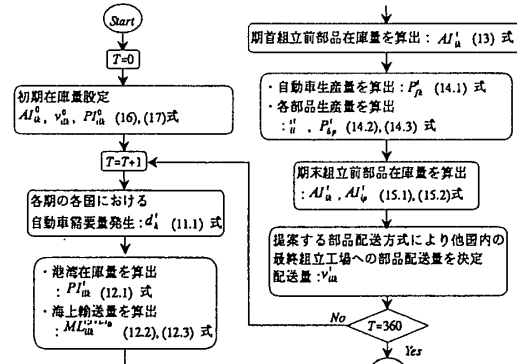 Start
T=0
初期在庫量設定
AI⁰ᵢₖ, v⁰ᵢₗₖ, PI⁰ᵢₗₖ (16),(17)式
T=T+1
各期の各国における
自動車需要量発生:dᵗₖ (11.1) 式
・港湾在庫量を算出
: PIᵗᵢₗₖ (12.1) 式
・海上輸送量を算出
: ML (12.2), (12.3) 式
期首組立前部品在庫量を算出: AIᵗᵢₖ (13) 式
・自動車生産量を算出: Pᵗ (14.1) 式
・各部品生産量を算出
: , Pᵗ (14.2), (14.3) 式
期末組立前部品在庫量を算出
: AIᵗᵢₖ , AIᵗᵢₚ (15.1), (15.2) 式
提案する部品配送方式により他国内の
最終組立工場への部品配送量を決定
配送量:vᵗᵢₗₖ
No
T=360
Yes